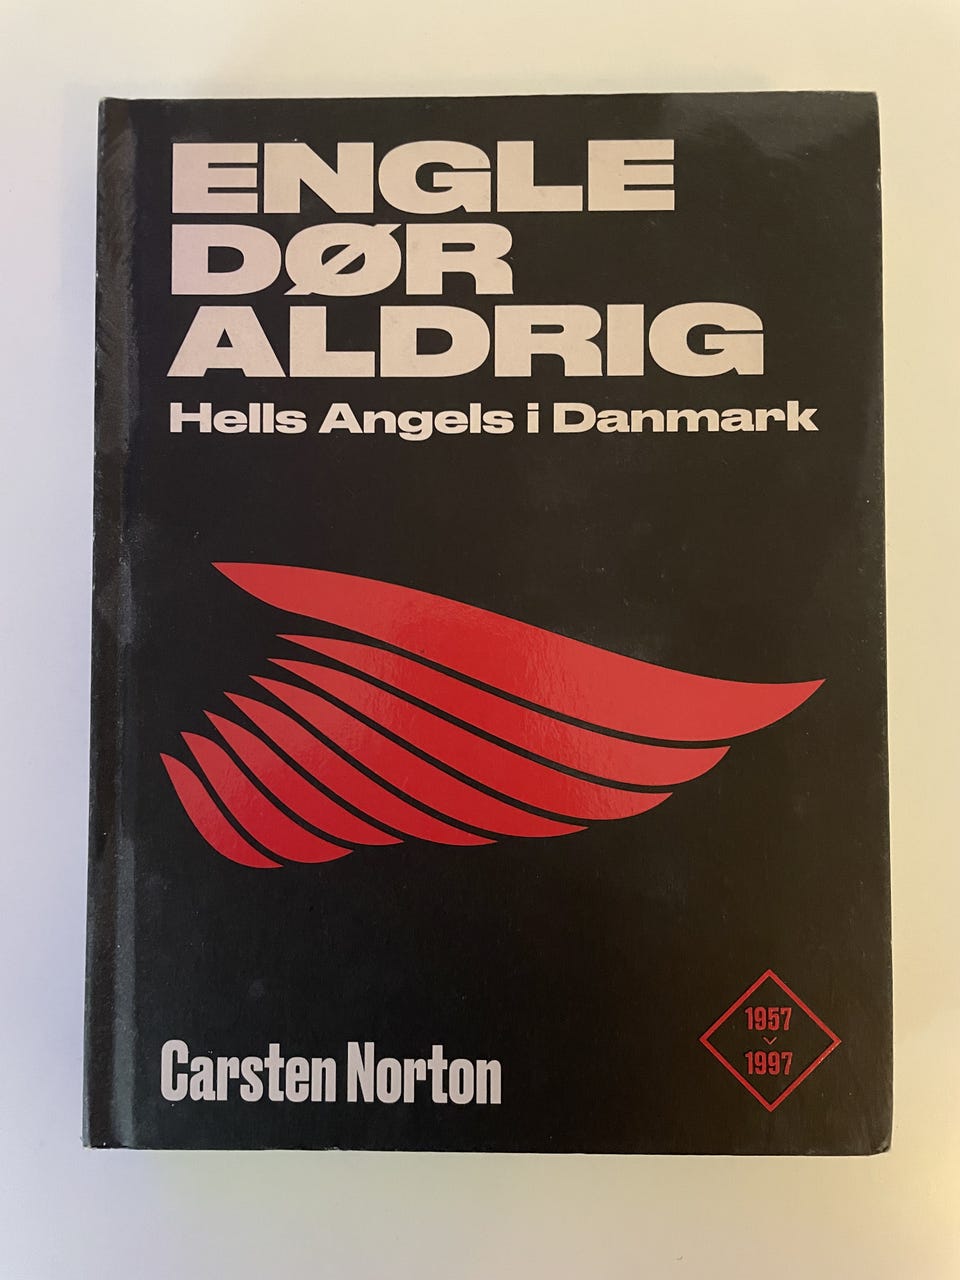 ENGLE
DØR
ALDRIG
Hells Angels i Danmark
Carsten Norton
1957
1997